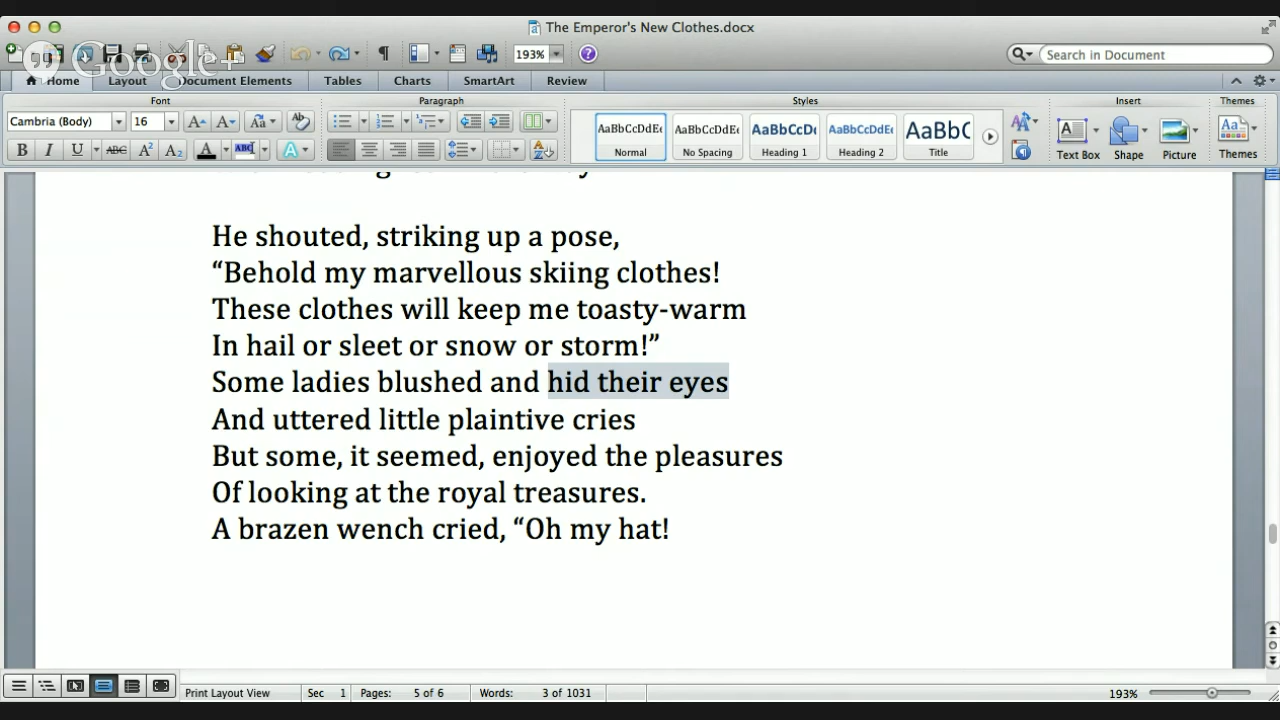 The Emperor's New Clothes.docx
Google+
193%
Search in Document
Home Layout Document Elements Tables Charts SmartArt Review
Font Paragraph Styles Insert Themes
Cambria (Body) 16
AaBbCcDdEe AaBbCcDdEe AaBbCcDc AaBbCcDdEe AaBbC
Normal No Spacing Heading 1 Heading 2 Title Text Box Shape Picture Themes
He shouted, striking up a pose,
“Behold my marvellous skiing clothes!
These clothes will keep me toasty-warm
In hail or sleet or snow or storm!”
Some ladies blushed and hid their eyes
And uttered little plaintive cries
But some, it seemed, enjoyed the pleasures
Of looking at the royal treasures.
A brazen wench cried, “Oh my hat!
Print Layout View Sec 1 Pages: 5 of 6 Words: 3 of 1031 193%